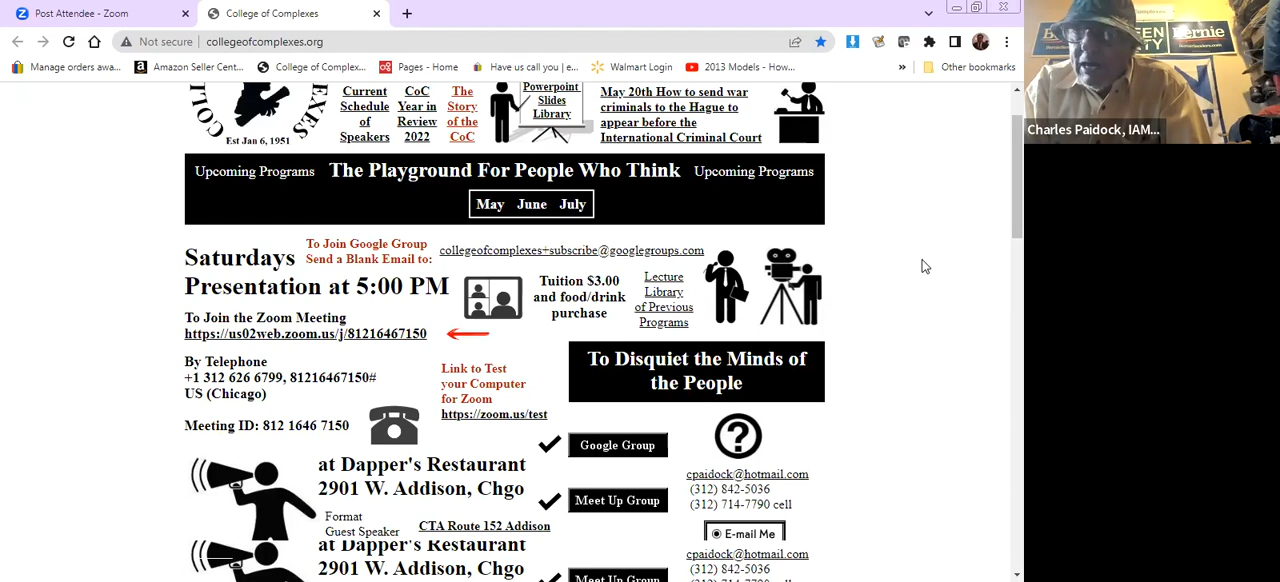 Post Attendee - Zoom
College of Complexes
Not secure
collegeofcomplexes.org
Manage orders awa...
Amazon Seller Cent...
College of Complex...
Pages - Home
Have to call you | e...
Walmart Login
2013 Models - How...
»
Other bookmarks
Est Jan 6, 1951
Current
Schedule
of
Speakers
CoC
Year in
Review
2022
The
Story
of the
CoC
Powerpoint
Slides
Library
May 20th How to send war
criminals to the Hague to
appear before the
International Criminal Court
Upcoming Programs
The Playground For People Who Think
Upcoming Programs
May June July
Saturdays
Presentation at 5:00 PM
To Join Google Group
Send a Blank Email to:
collegeofcomplexes+subscribe@googlegroups.com
Tuition $3.00
and food/drink
purchase
Lecture
Library
of Previous
Programs
To Join the Zoom Meeting
https://us02web.zoom.us/j/81216467150
By Telephone
+1 312 626 6799, 81216467150#
US (Chicago)
Meeting ID: 812 1646 7150
Link to Test
your Computer
for Zoom
https://zoom.us/test
To Disquiet the Minds of
the People
at Dapper's Restaurant
2901 W. Addison, Chgo
Format
Guest Speaker
CTA Route 152 Addison
Google Group
Meet Up Group
cpaidock@hotmail.com
(312) 842-5036
(312) 714-7790 cell
E-mail Me
at Dapper's Restaurant
2901 W. Addison, Chgo
Meet Up Group
cpaidock@hotmail.com
(312) 842-5036
(312) 714-7790 cell
Bernie
Charles Paidock, IAM...